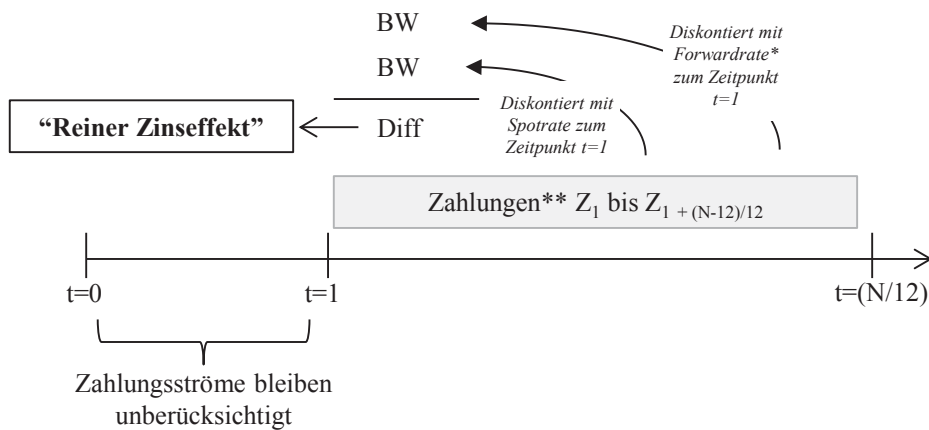 BW
Diskontiert mit
Forwardrate*
zum Zeitpunkt
t=1
BW
Diskontiert mit
Spotrate zum
Zeitpunkt t=1
“Reiner Zinseffekt”
Diff
Zahlungen** Z1 bis Z1 + (N-12)/12
t=0
t=1
t=(N/12)
Zahlungsströme bleiben
unberücksichtigt